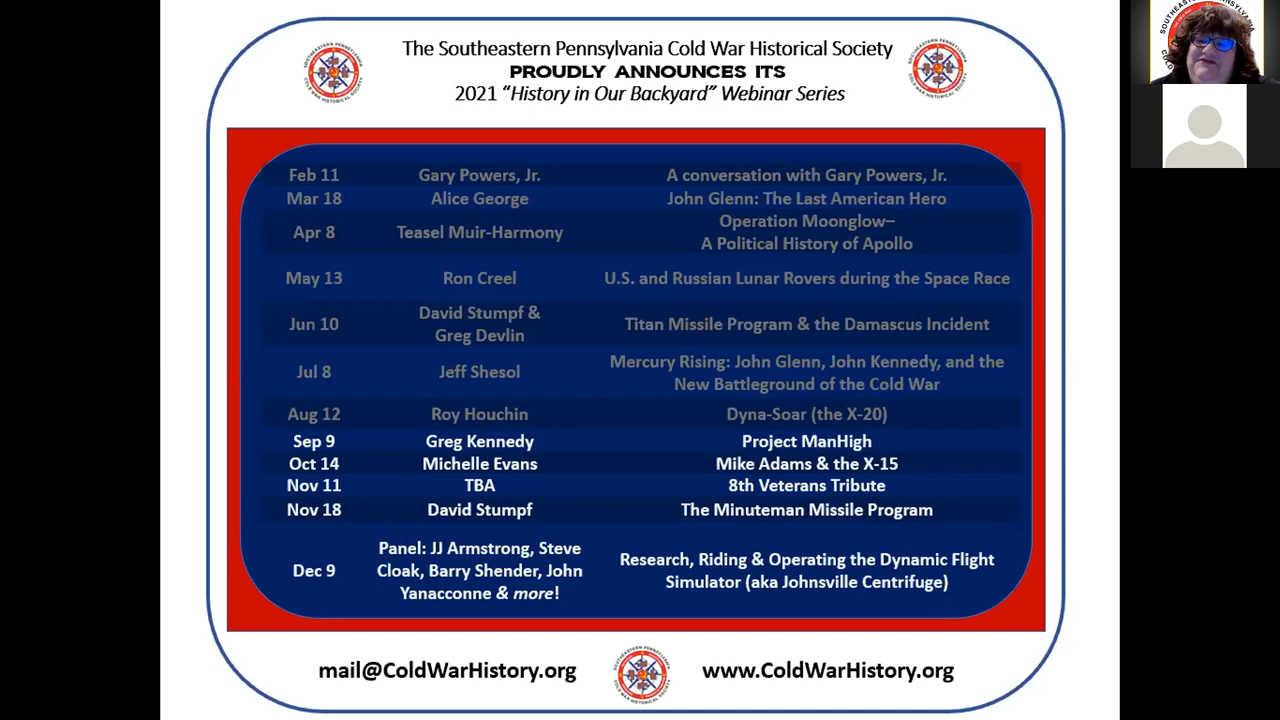 The Southeastern Pennsylvania Cold War Historical Society
PROUDLY ANNOUNCES ITS
2021 “History in Our Backyard” Webinar Series
Feb 11 Gary Powers, Jr. A conversation with Gary Powers, Jr.
Mar 18 Alice George John Glenn: The Last American Hero
Apr 8 Teasel Muir-Harmony Operation Moonglow–
A Political History of Apollo
May 13 Ron Creel U.S. and Russian Lunar Rovers during the Space Race
Jun 10 David Stumpf &
Greg Devlin Titan Missile Program & the Damascus Incident
Jul 8 Jeff Shesol Mercury Rising: John Glenn, John Kennedy, and the
New Battleground of the Cold War
Aug 12 Roy Houchin Dyna-Soar (the X-20)
Sep 9 Greg Kennedy Project ManHigh
Oct 14 Michelle Evans Mike Adams & the X-15
Nov 11 TBA 8th Veterans Tribute
Nov 18 David Stumpf The Minuteman Missile Program
Dec 9 Panel: JJ Armstrong, Steve
Cloak, Barry Shender, John
Yanacconne & more!
Research, Riding & Operating the Dynamic Flight
Simulator (aka Johnsville Centrifuge)
mail@ColdWarHistory.org
SOUTHEASTERN PENNSYLVANIA
COLD WAR HISTORICAL SOCIETY
www.ColdWarHistory.org